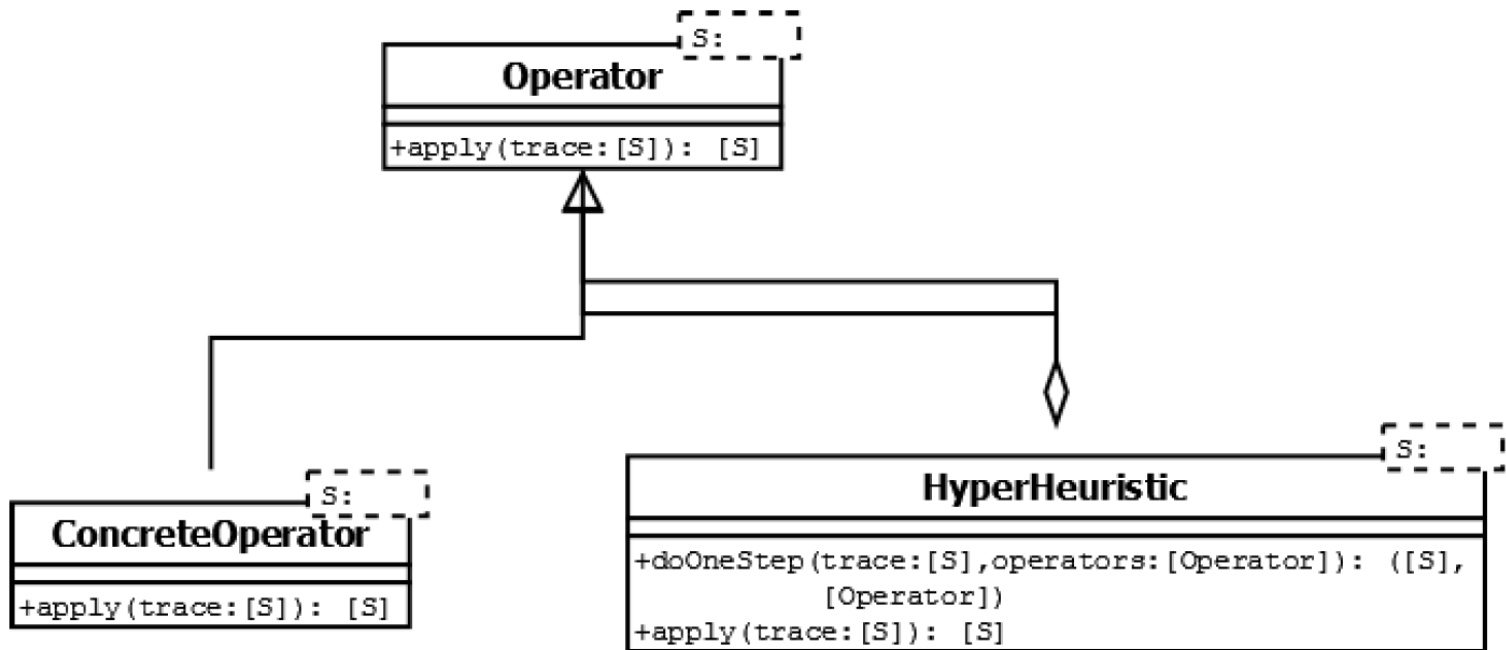 S:
Operator
+apply(trace:[S]): [S]
S:
ConcreteOperator
+apply(trace:[S]): [S]
S:
HyperHeuristic
+doOneStep(trace:[S],operators:[Operator]): ([S],
[Operator])
+apply(trace:[S]): [S]